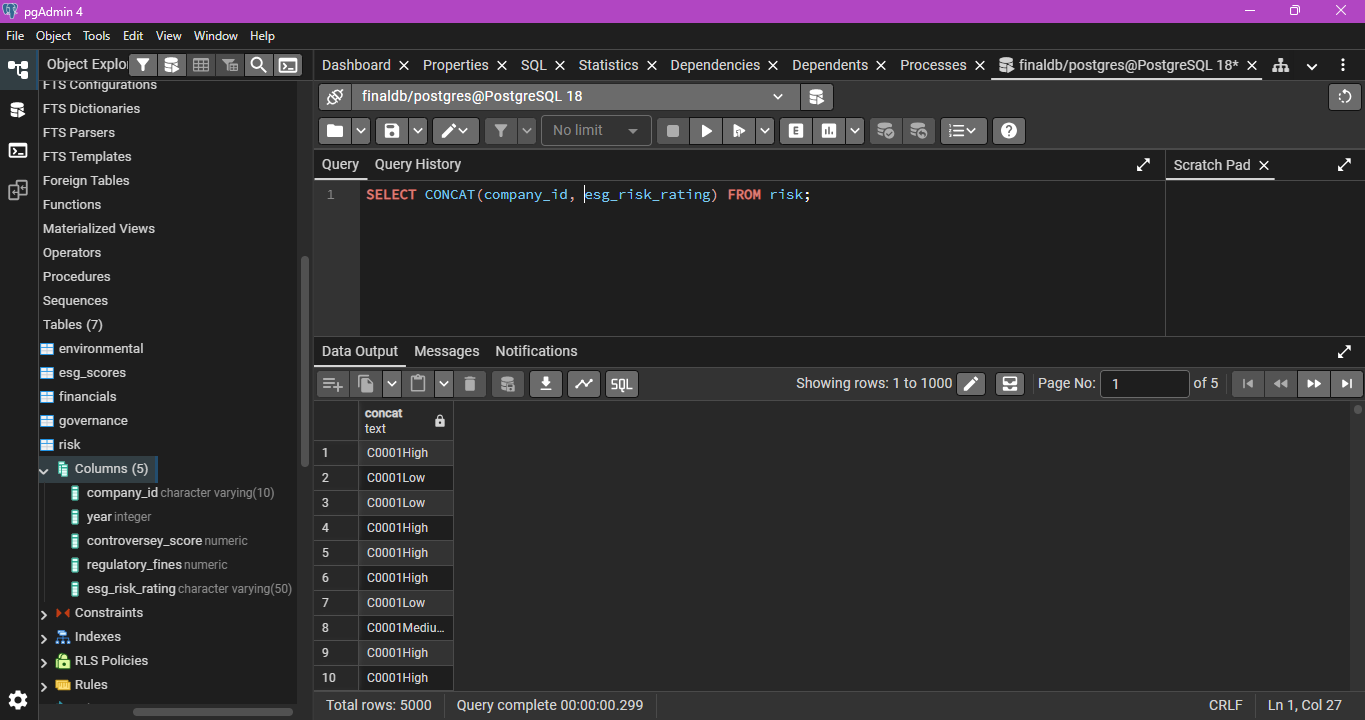 pgAdmin 4
File Object Tools Edit View Window Help
Object Explo
FTS Configurations
FTS Dictionaries
FTS Parsers
FTS Templates
Foreign Tables
Functions
Materialized Views
Operators
Procedures
Sequences
Tables (7)
environmental
esg_scores
financials
governance
risk
Columns (5)
company_id character varying(10)
year integer
controversey_score numeric
regulatory_fines numeric
esg_risk_rating character varying(50)
Constraints
Indexes
RLS Policies
Rules
Dashboard Properties SQL Statistics Dependencies Dependents Processes finaldb/postgres@PostgreSQL 18*
finaldb/postgres@PostgreSQL 18
No limit E
Query Query History Scratch Pad
1 SELECT CONCAT(company_id, esg_risk_rating) FROM risk;
Data Output Messages Notifications
SQL Showing rows: 1 to 1000 Page No: 1 of 5
concat
text
1 C0001High
2 C0001Low
3 C0001Low
4 C0001High
5 C0001High
6 C0001High
7 C0001Low
8 C0001Mediu...
9 C0001High
10 C0001High
Total rows: 5000 Query complete 00:00:00.299 CRLF Ln 1, Col 27